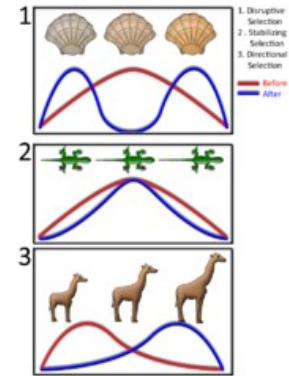 1
1. Disruptive
Selection
2 . Stabilizing
Selection
3. Directional
Selection
Before
After
2
3